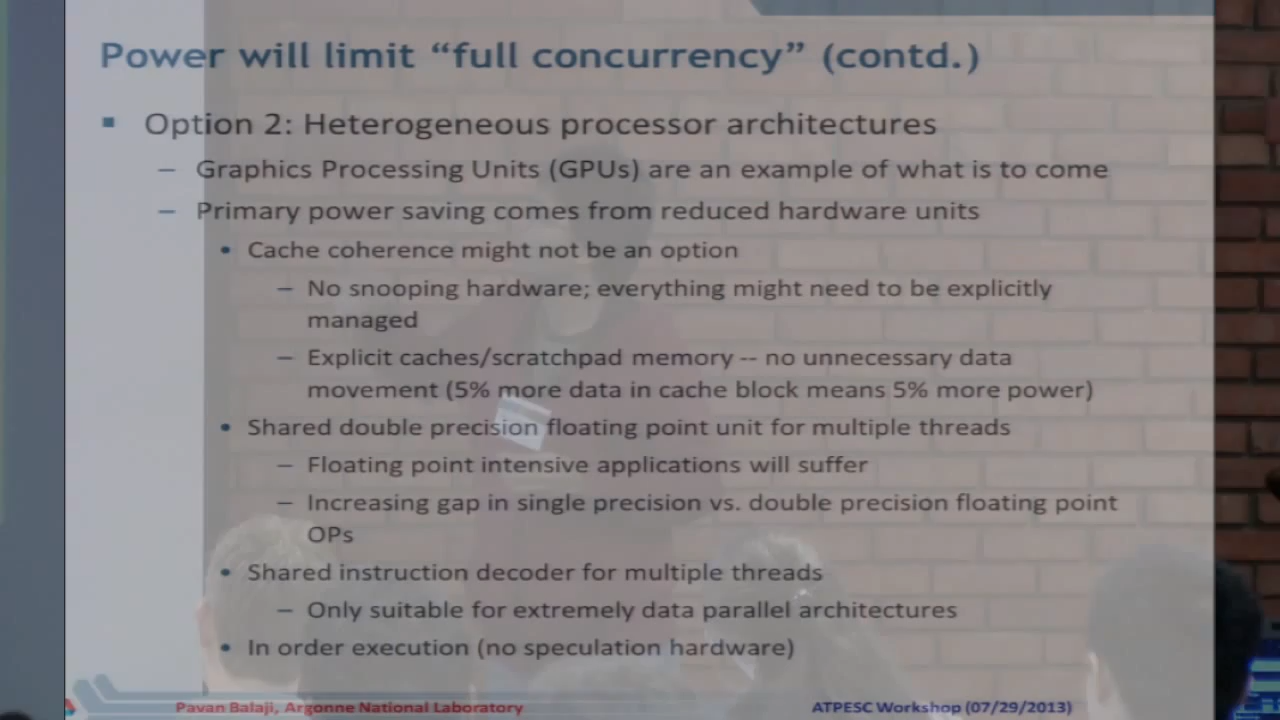 Power will limit “full concurrency” (contd.)
▪ Option 2: Heterogeneous processor architectures
– Graphics Processing Units (GPUs) are an example of what is to come
– Primary power saving comes from reduced hardware units
• Cache coherence might not be an option
– No snooping hardware; everything might need to be explicitly
managed
– Explicit caches/scratchpad memory -- no unnecessary data
movement (5% more data in cache block means 5% more power)
• Shared double precision floating point unit for multiple threads
– Floating point intensive applications will suffer
– Increasing gap in single precision vs. double precision floating point
OPs
• Shared instruction decoder for multiple threads
– Only suitable for extremely data parallel architectures
• In order execution (no speculation hardware)
Pavan Balaji, Argonne National Laboratory
ATPESC Workshop (07/29/2013)